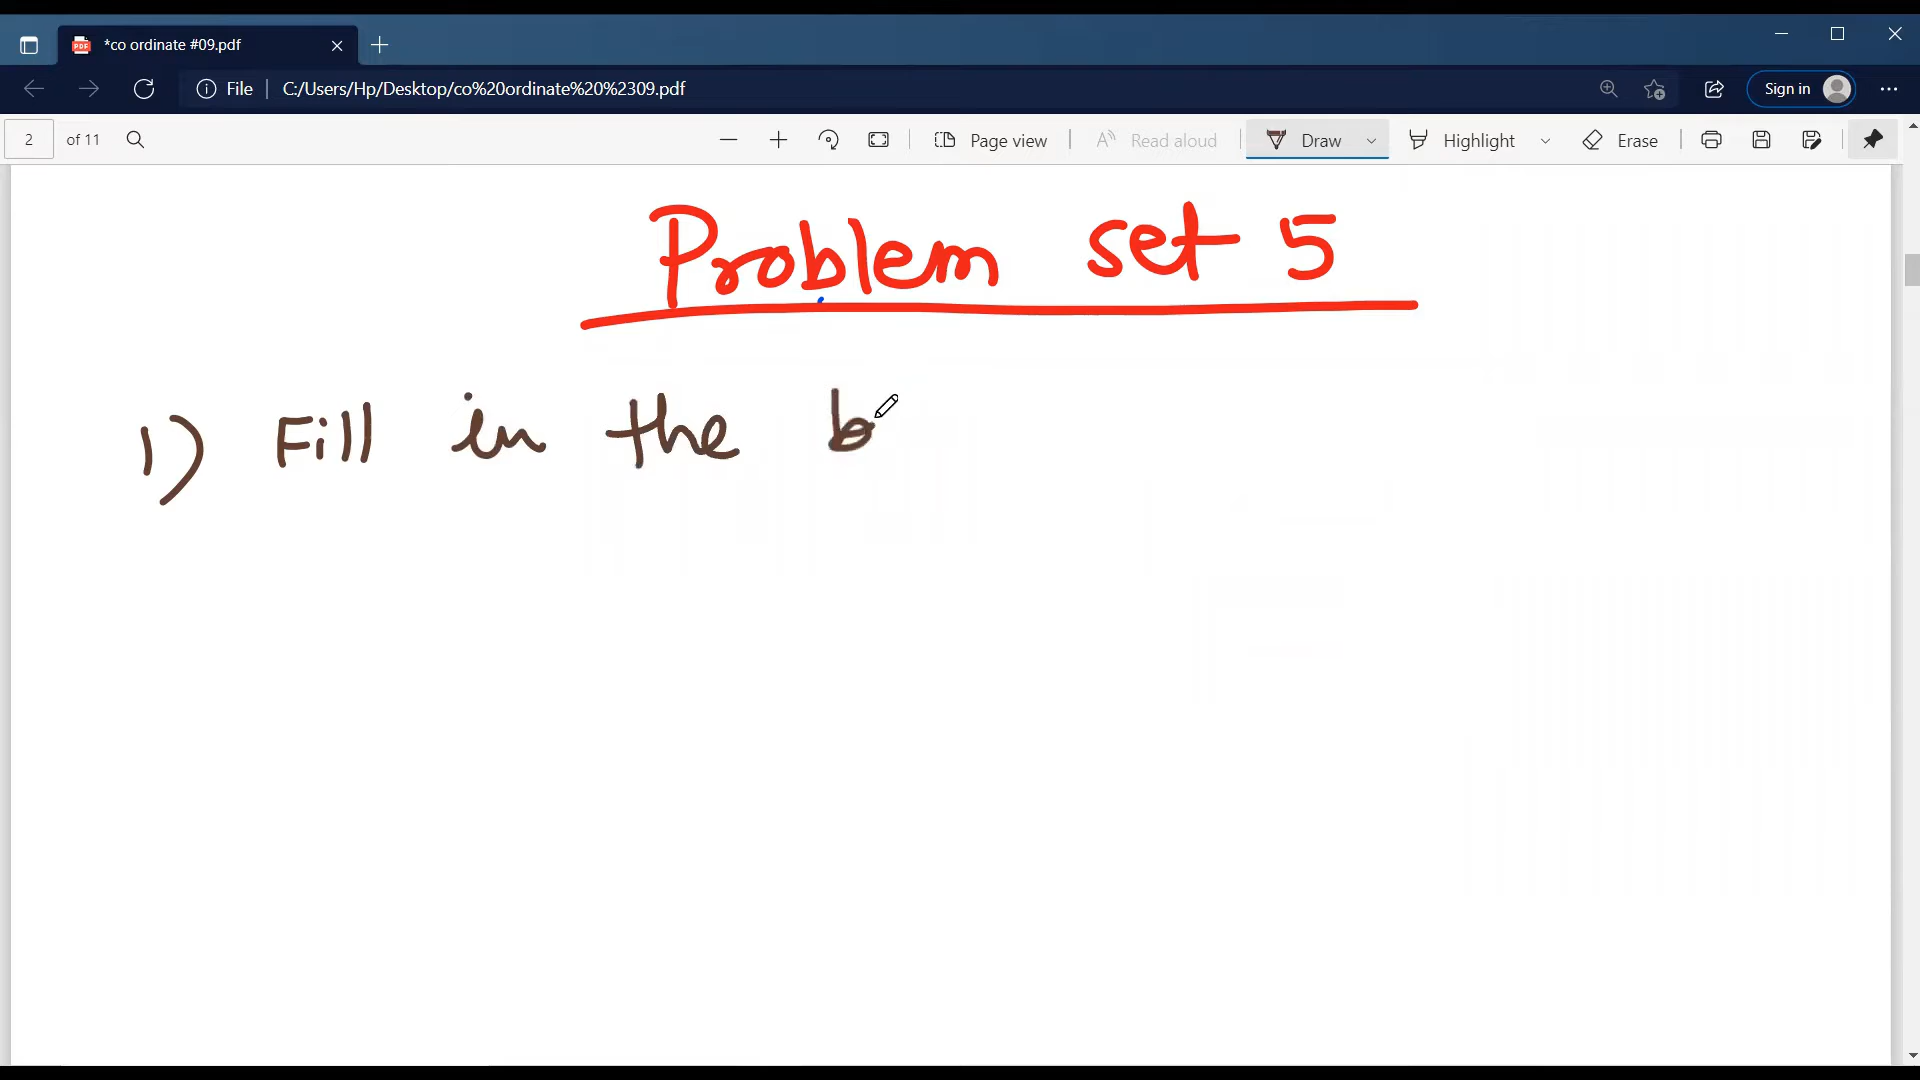 *co ordinate #09.pdf
File | C:/Users/Hp/Desktop/co%20ordinate%20%2309.pdf
Sign in
2 of 11
Page view
Read aloud
Draw
Highlight
Erase
Problem set 5
1) Fill in the b